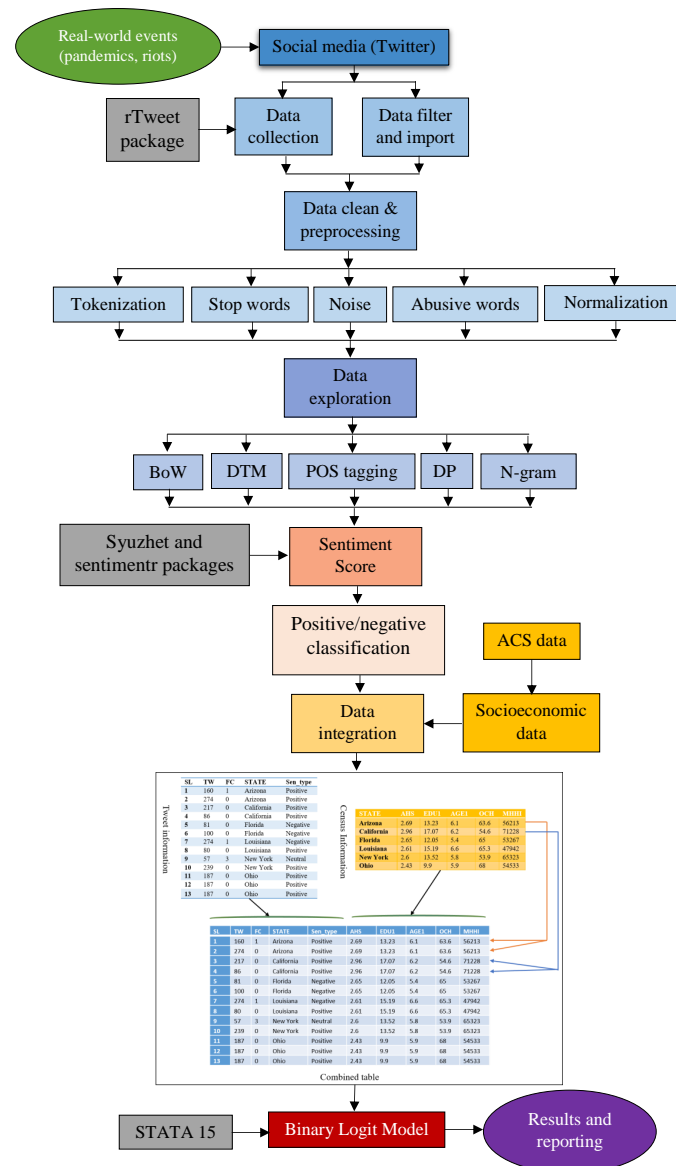 Real-world events
(pandemics, riots)
Social media (Twitter)
rTweet
package
Data
collection
Data filter
and import
Data clean &
preprocessing
Tokenization
Stop words
Noise
Abusive words
Normalization
Data
exploration
BoW
DTM
POS tagging
DP
N-gram
Syuzhet and
sentimentr packages
Sentiment
Score
Positive/negative
classification
ACS data
Data
integration
Socioeconomic
data
Tweet information
SL TW FC STATE Sen_type
1 160 1 Arizona Positive
2 274 0 Arizona Positive
3 217 0 California Positive
4 86 0 California Positive
5 81 0 Florida Negative
6 100 0 Florida Negative
7 274 1 Louisiana Negative
8 80 0 Louisiana Positive
9 57 3 New York Neutral
10 239 0 New York Positive
11 187 0 Ohio Positive
12 187 0 Ohio Positive
13 187 0 Ohio Positive
Census Information
STATE AHS EDU1 AGE1 OCH MHHI
Arizona 2.69 13.23 6.1 63.6 56213
California 2.96 17.07 6.2 54.6 71228
Florida 2.65 12.05 5.4 65 53267
Louisiana 2.61 15.19 6.6 65.3 47942
New York 2.6 13.52 5.8 53.9 65323
Ohio 2.43 9.9 5.9 68 54533
SL TW FC STATE Sen_type AHS EDU1 AGE1 OCH MHHI
1 160 1 Arizona Positive 2.69 13.23 6.1 63.6 56213
2 274 0 Arizona Positive 2.69 13.23 6.1 63.6 56213
3 217 0 California Positive 2.96 17.07 6.2 54.6 71228
4 86 0 California Positive 2.96 17.07 6.2 54.6 71228
5 81 0 Florida Negative 2.65 12.05 5.4 65 53267
6 100 0 Florida Negative 2.65 12.05 5.4 65 53267
7 274 1 Louisiana Negative 2.61 15.19 6.6 65.3 47942
8 80 0 Louisiana Positive 2.61 15.19 6.6 65.3 47942
9 57 3 New York Neutral 2.6 13.52 5.8 53.9 65323
10 239 0 New York Positive 2.6 13.52 5.8 53.9 65323
11 187 0 Ohio Positive 2.43 9.9 5.9 68 54533
12 187 0 Ohio Positive 2.43 9.9 5.9 68 54533
13 187 0 Ohio Positive 2.43 9.9 5.9 68 54533
Combined table
STATA 15
Binary Logit Model
Results and
reporting